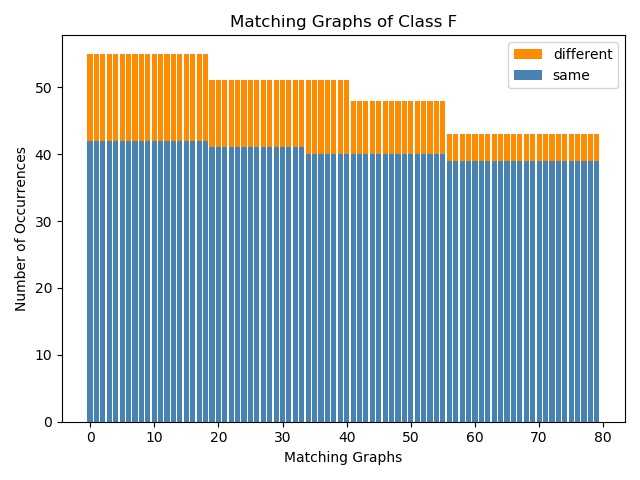 Matching Graphs of Class F
different
same
Number of Occurrences
50
40
30
20
10
0
0 10 20 30 40 50 60 70 80
Matching Graphs